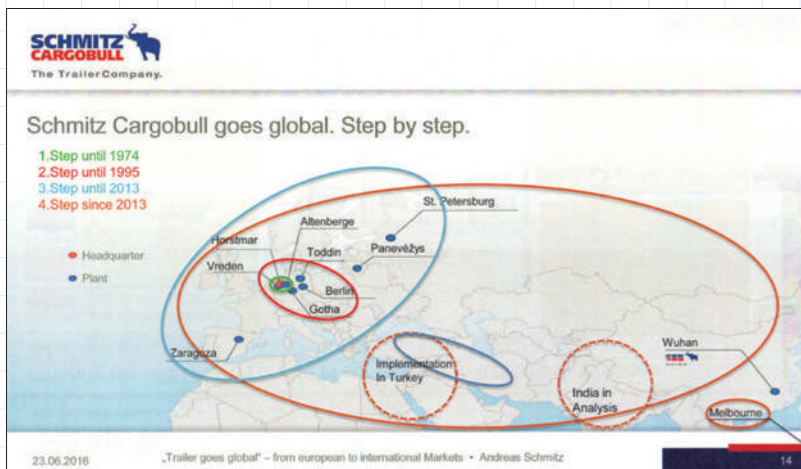 SCHMITZ
CARGOBULL
The TrailerCompany.
Schmitz Cargobull goes global. Step by step.
1.Step until 1974
2.Step until 1995
3.Step until 2013
4.Step since 2013
Headquarter
Plant
St. Petersburg
Altenberge
Horstmar
Toddin
Panevėžys
Vreden
Berlin
Gotha
Zaragoza
Implementation
In Turkey
India in
Analysis
Wuhan
Melbourne
23.06.2016
„Trailer goes global" – from european to international Markets • Andreas Schmitz
14